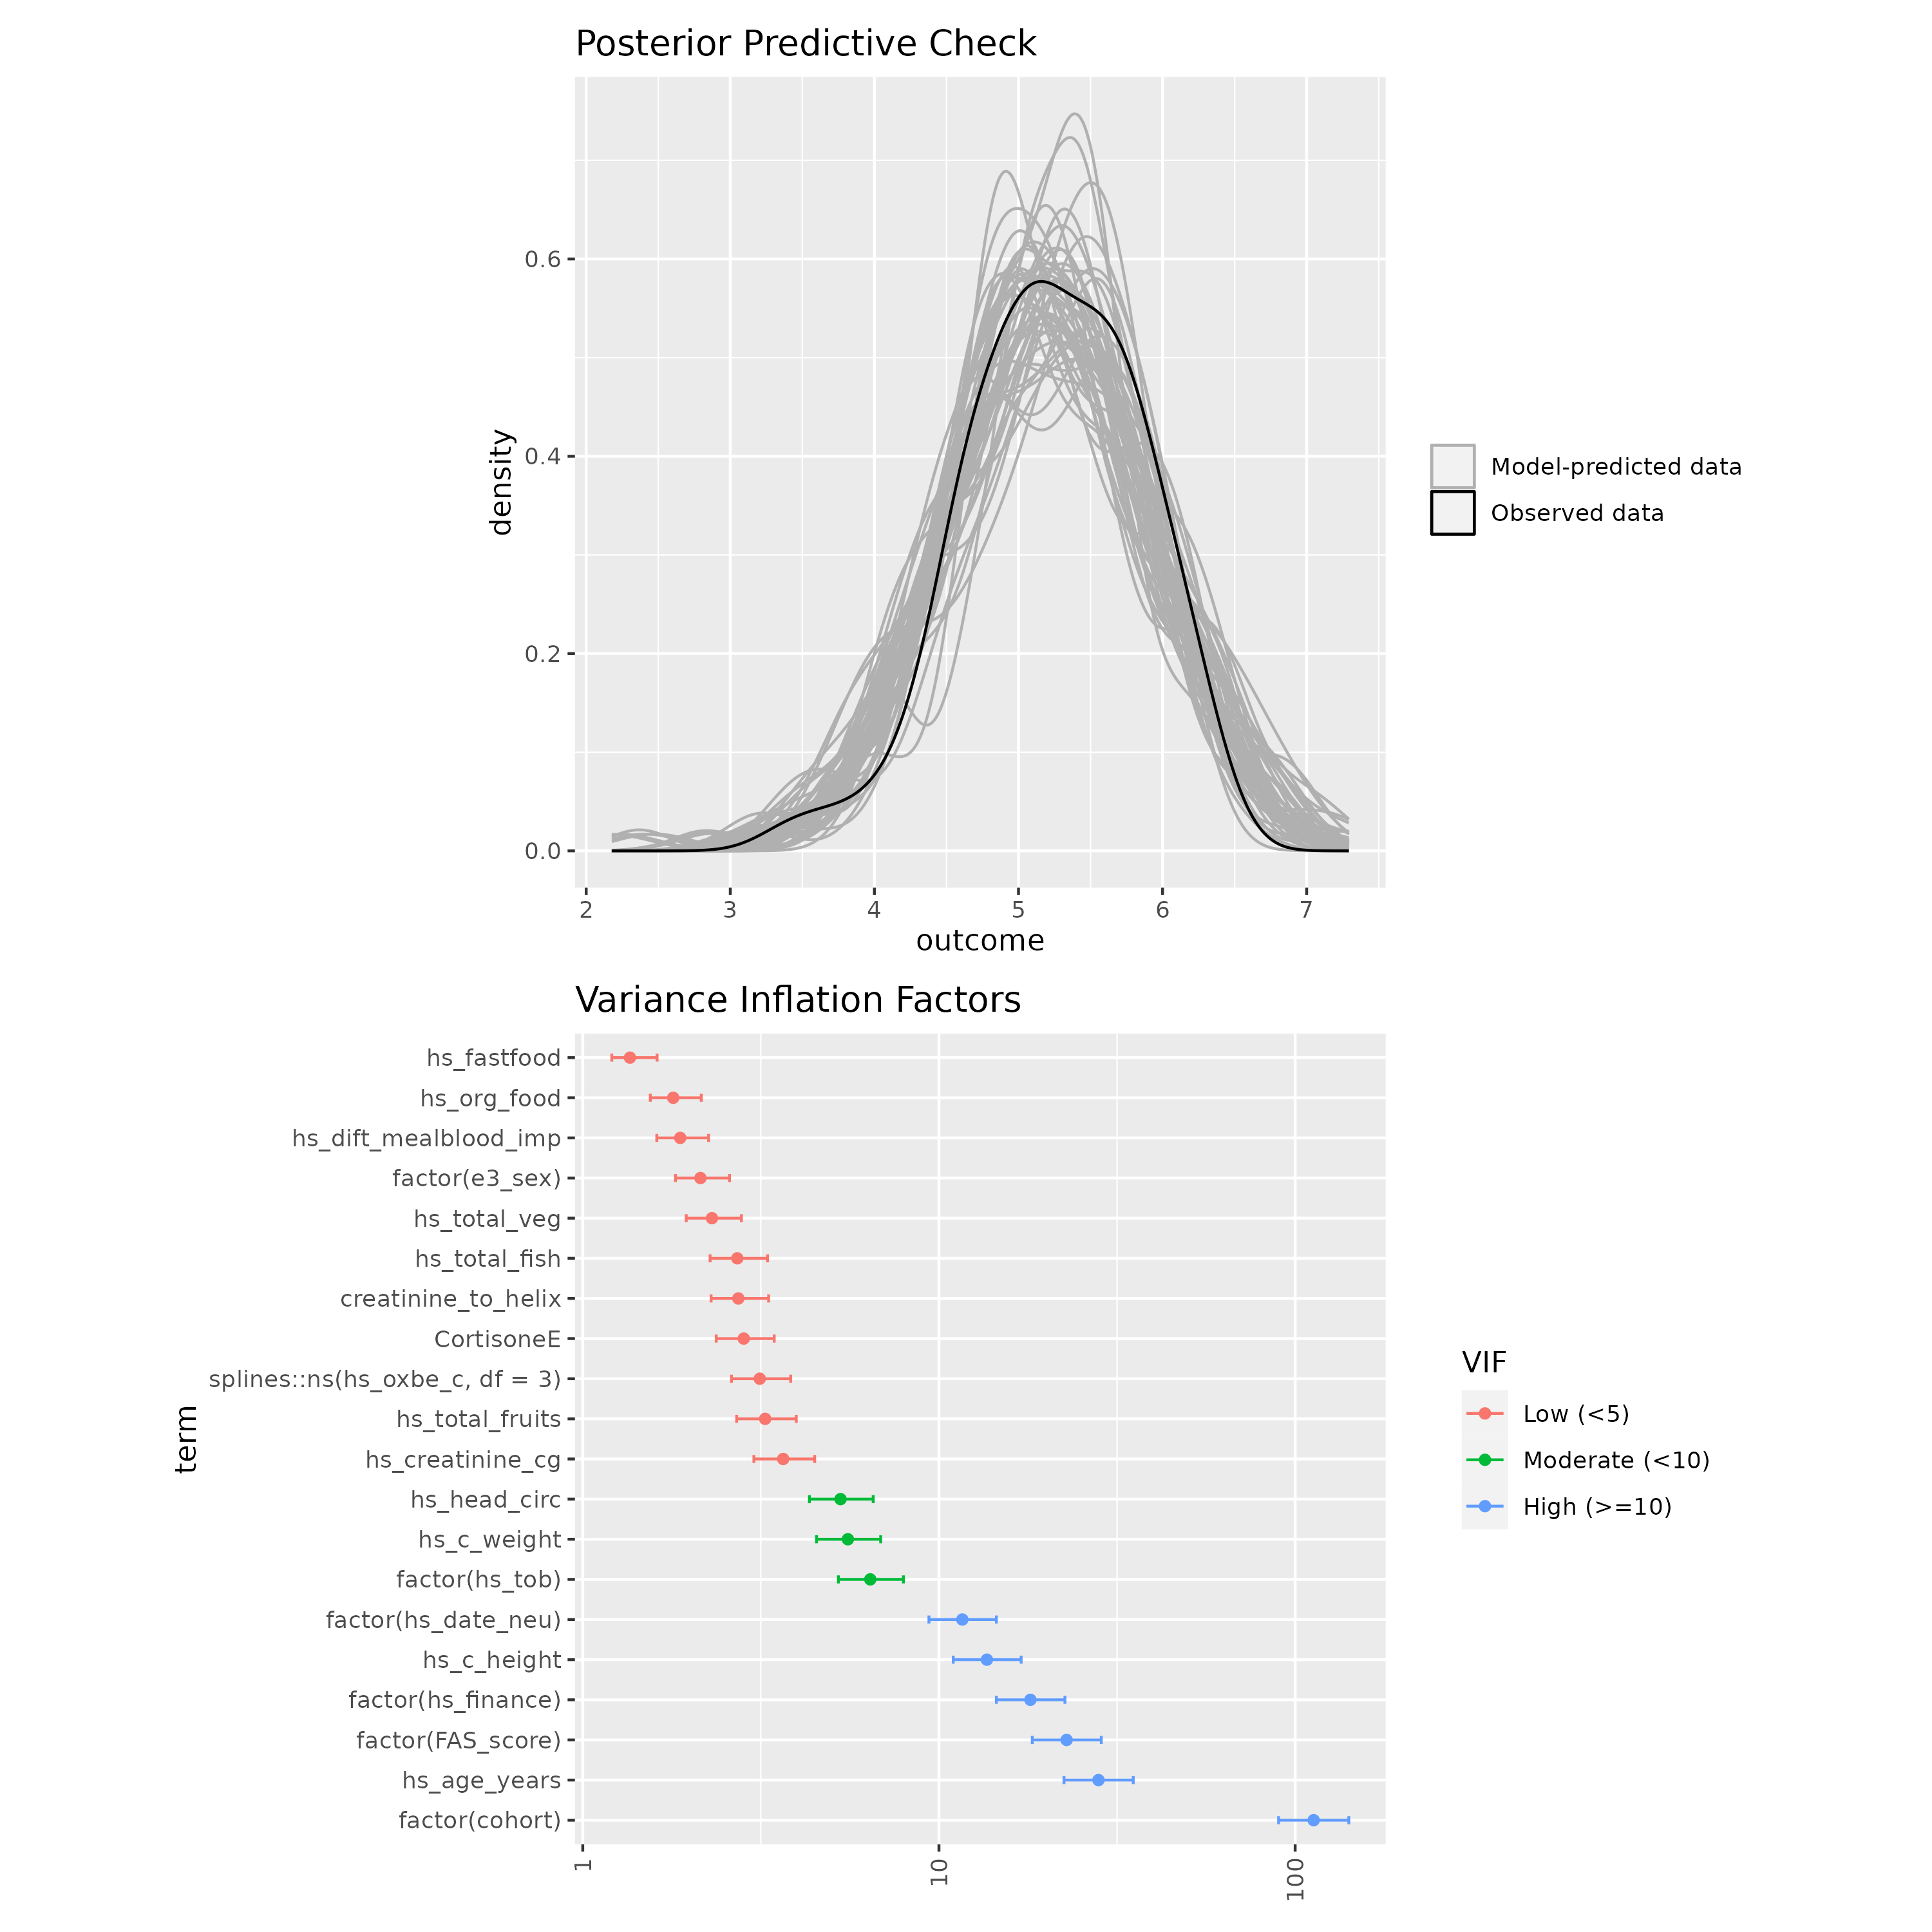 Posterior Predictive Check
density
0.6
0.4
0.2
0.0
2 3 4 5 6 7
outcome
Model-predicted data
Observed data
Variance Inflation Factors
term
hs_fastfood
hs_org_food
hs_dift_mealblood_imp
factor(e3_sex)
hs_total_veg
hs_total_fish
creatinine_to_helix
CortisoneE
splines::ns(hs_oxbe_c, df = 3)
hs_total_fruits
hs_creatinine_cg
hs_head_circ
hs_c_weight
factor(hs_tob)
factor(hs_date_neu)
hs_c_height
factor(hs_finance)
factor(FAS_score)
hs_age_years
factor(cohort)
1 10 100
VIF
Low (<5)
Moderate (<10)
High (>=10)